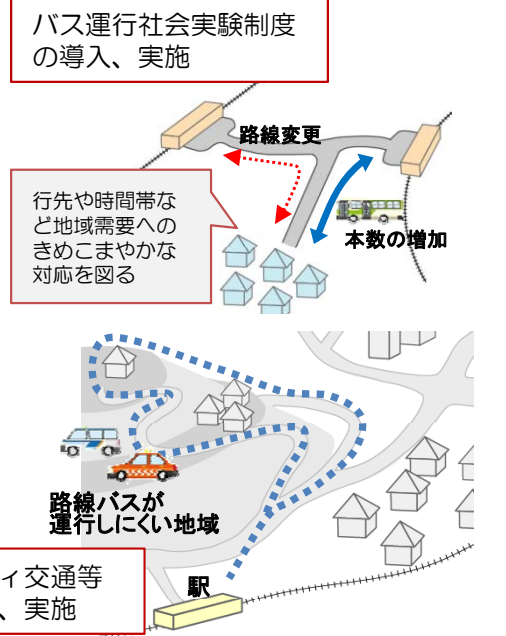 バス運行社会実験制度
の導入、実施
路線変更
行先や時間帯な
ど地域需要への
きめこまやかな
対応を図る
本数の増加
路線バスが
運行しにくい地域
ィ交通等
、実施
駅